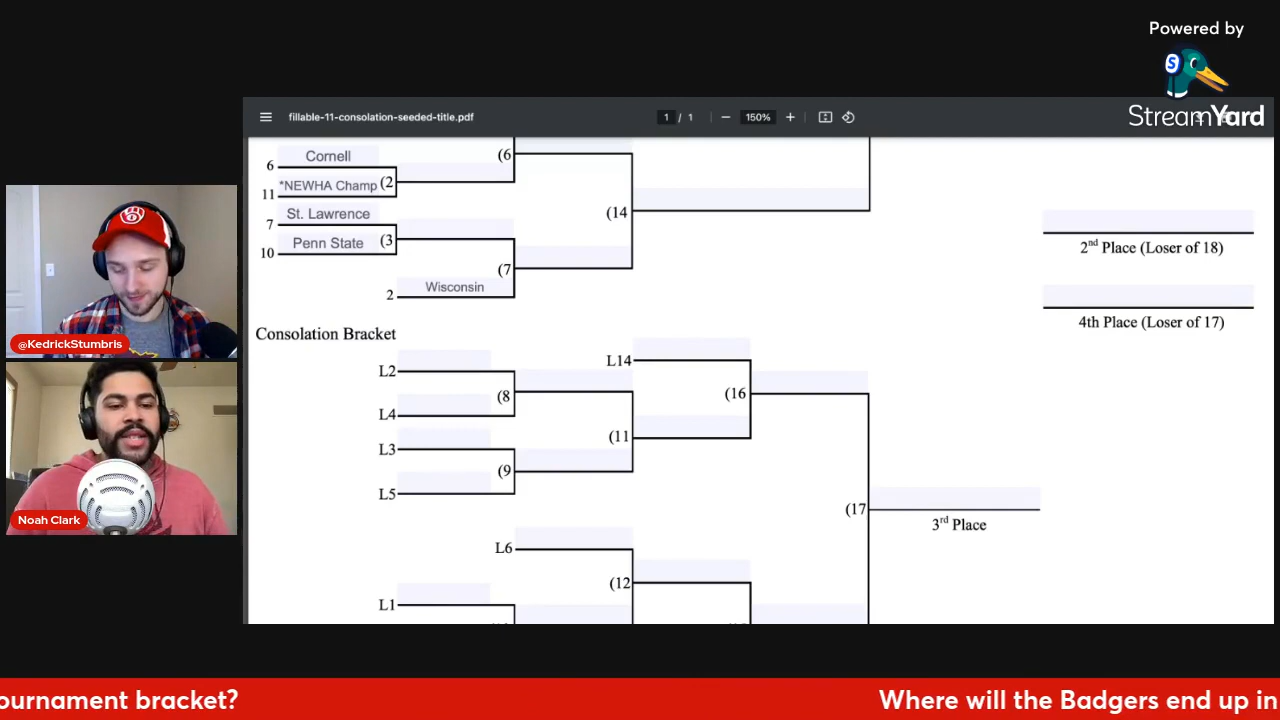 Powered by
StreamYard
fillable-11-consolation-seeded-title.pdf
1 / 1
150%
Cornell
6
(6
*NEWHA Champ
(2
11
St. Lawrence
7
(14
Penn State
(3
10
(7
Wisconsin
2
2nd Place (Loser of 18)
4th Place (Loser of 17)
Consolation Bracket
L14
L2
(16
(8
L4
(11
L3
(9
L5
(17
3rd Place
L6
(12
L1
@KedrickStumbris
Noah Clark
ournament bracket?
Where will the Badgers end up in